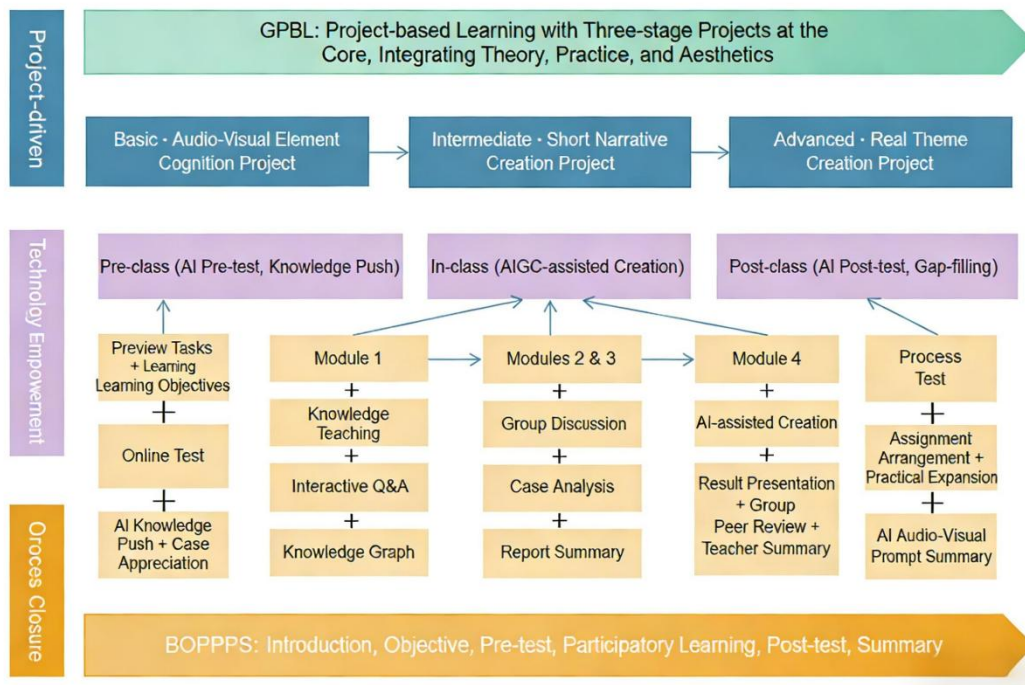 Project-driven
GPBL: Project-based Learning with Three-stage Projects at the
Core, Integrating Theory, Practice, and Aesthetics
Basic · Audio-Visual Element
Cognition Project
Intermediate · Short Narrative
Creation Project
Advanced · Real Theme
Creation Project
Technoloy Empowerment
Pre-class (AI Pre-test, Knowledge Push)
In-class (AIGC-assisted Creation)
Post-class (AI Post-test, Gap-filling)
Preview Tasks
+ Learning
Learning Objectives
+
Online Test
+
AI Knowledge
Push + Case
Appreciation
Module 1
+
Knowledge
Teaching
+
Interactive Q&A
+
Knowledge Graph
Modules 2 & 3
+
Group Discussion
+
Case Analysis
+
Report Summary
Module 4
+
AI-assisted Creation
+
Result Presentation
+ Group
Peer Review +
Teacher Summary
Process
Test
+
Assignment
Arrangement +
Practical Expansion
+
AI Audio-Visual
Prompt Summary
Oroces Closure
BOPPPS: Introduction, Objective, Pre-test, Participatory Learning, Post-test, Summary